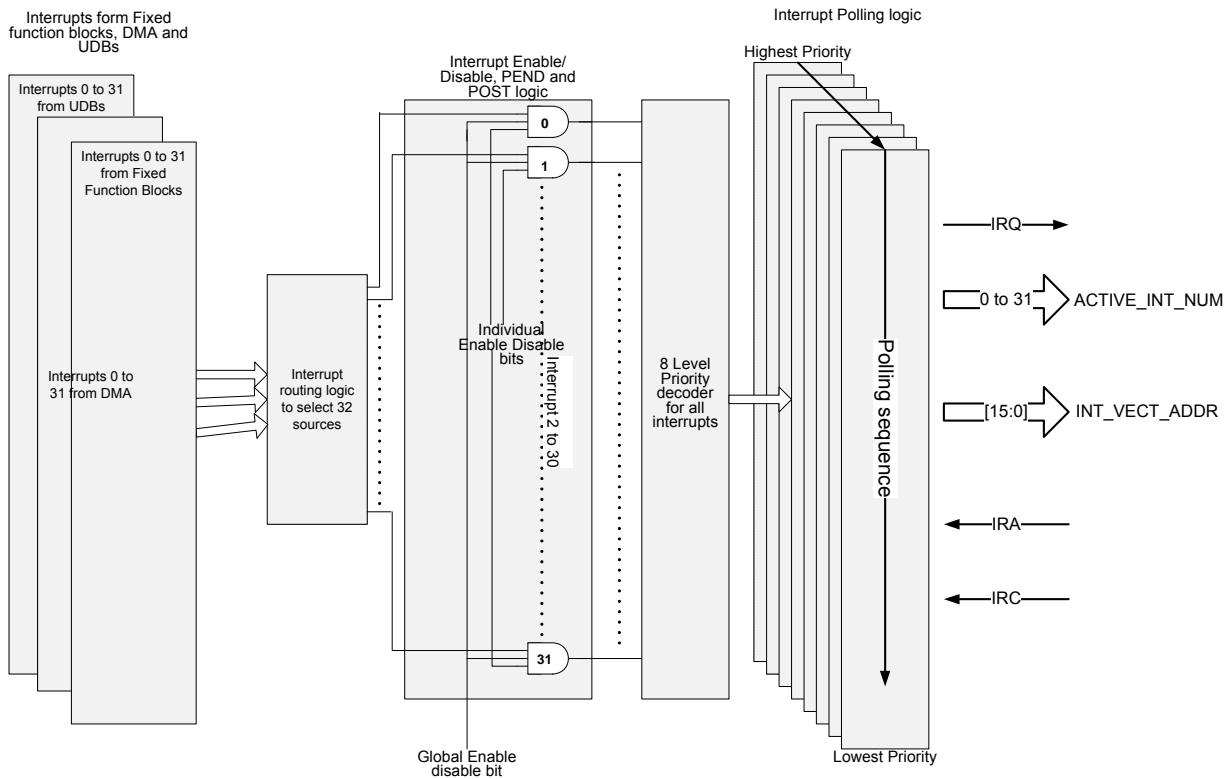 Interrupts form Fixed
function blocks, DMA and
UDBs
Interrupts 0 to 31
from UDBs
Interrupts 0 to 31
from Fixed
Function Blocks
Interrupts 0 to
31 from DMA
Interrupt
routing logic
to select 32
sources
Interrupt Enable/
Disable, PEND and
POST logic
0
1
Individual
Enable Disable
bits
Interrupt 2 to 30
31
Global Enable
disable bit
8 Level
Priority
decoder
for all
interrupts
Interrupt Polling logic
Highest Priority
Polling sequence
Lowest Priority
IRQ
0 to 31
ACTIVE_INT_NUM
[15:0]
INT_VECT_ADDR
IRA
IRC